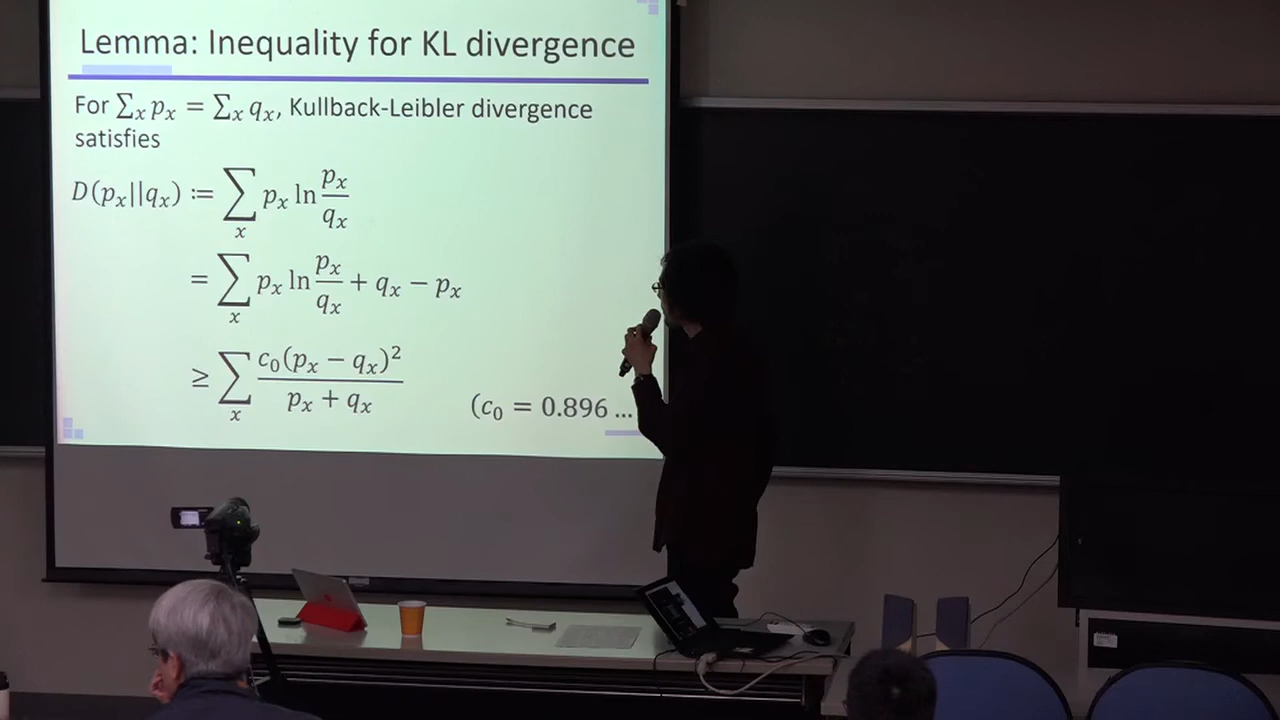 Lemma: Inequality for KL divergence
For ∑ₓ pₓ = ∑ₓ qₓ, Kullback-Leibler divergence
satisfies
D(pₓ||qₓ) := ∑ₓ pₓ ln pₓ/qₓ
= ∑ₓ pₓ ln pₓ/qₓ + qₓ − pₓ
≥ ∑ₓ c₀(pₓ − qₓ)²/(pₓ + qₓ) (c₀ = 0.896 ...